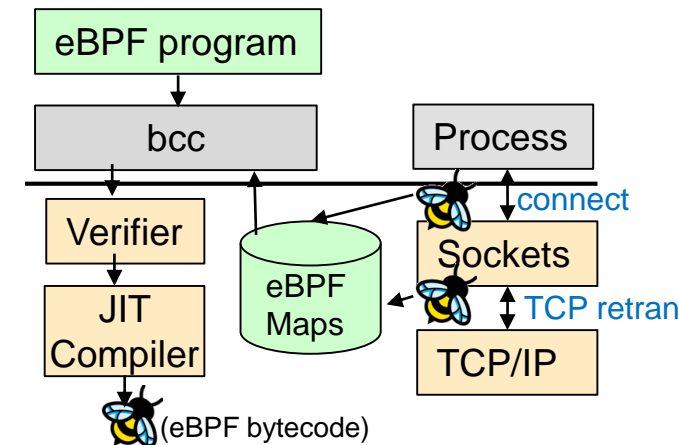 eBPF program
bcc
Process
connect
Verifier
Sockets
eBPF
Maps
JIT
Compiler
TCP retran
TCP/IP
(eBPF bytecode)